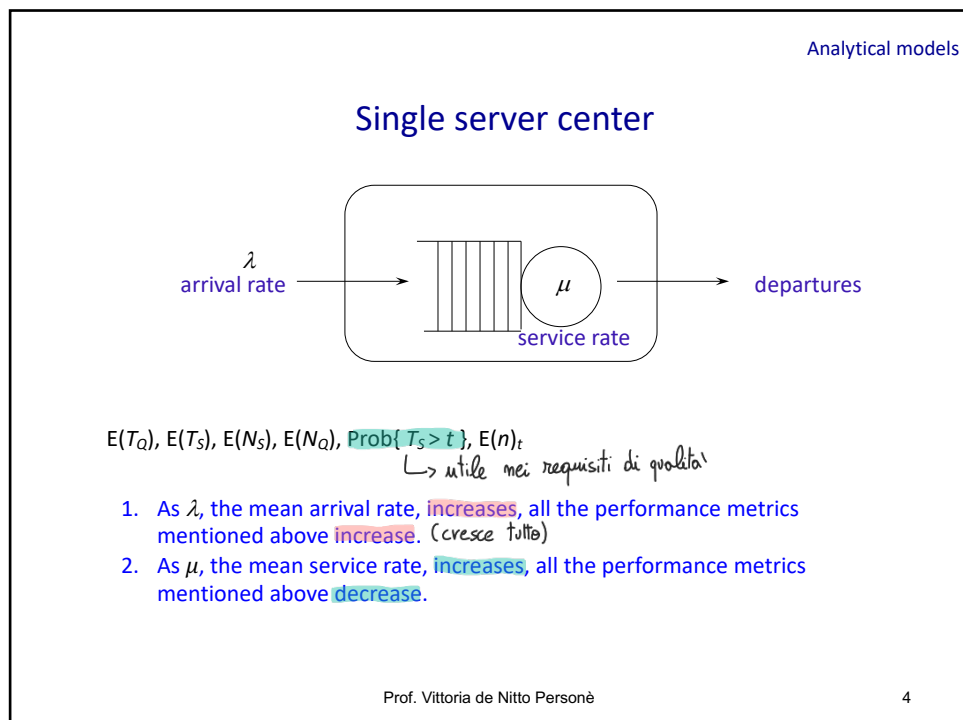 Analytical models
Single server center
λ
arrival rate
μ
departures
service rate
E(T_Q), E(T_S), E(N_S), E(N_Q), Prob{ T_S > t }, E(n)_t
↳ utile nei requisiti di qualita'
1. As λ, the mean arrival rate, increases, all the performance metrics
mentioned above increase. (cresce tutto)
2. As μ, the mean service rate, increases, all the performance metrics
mentioned above decrease.
Prof. Vittoria de Nitto Personè
4